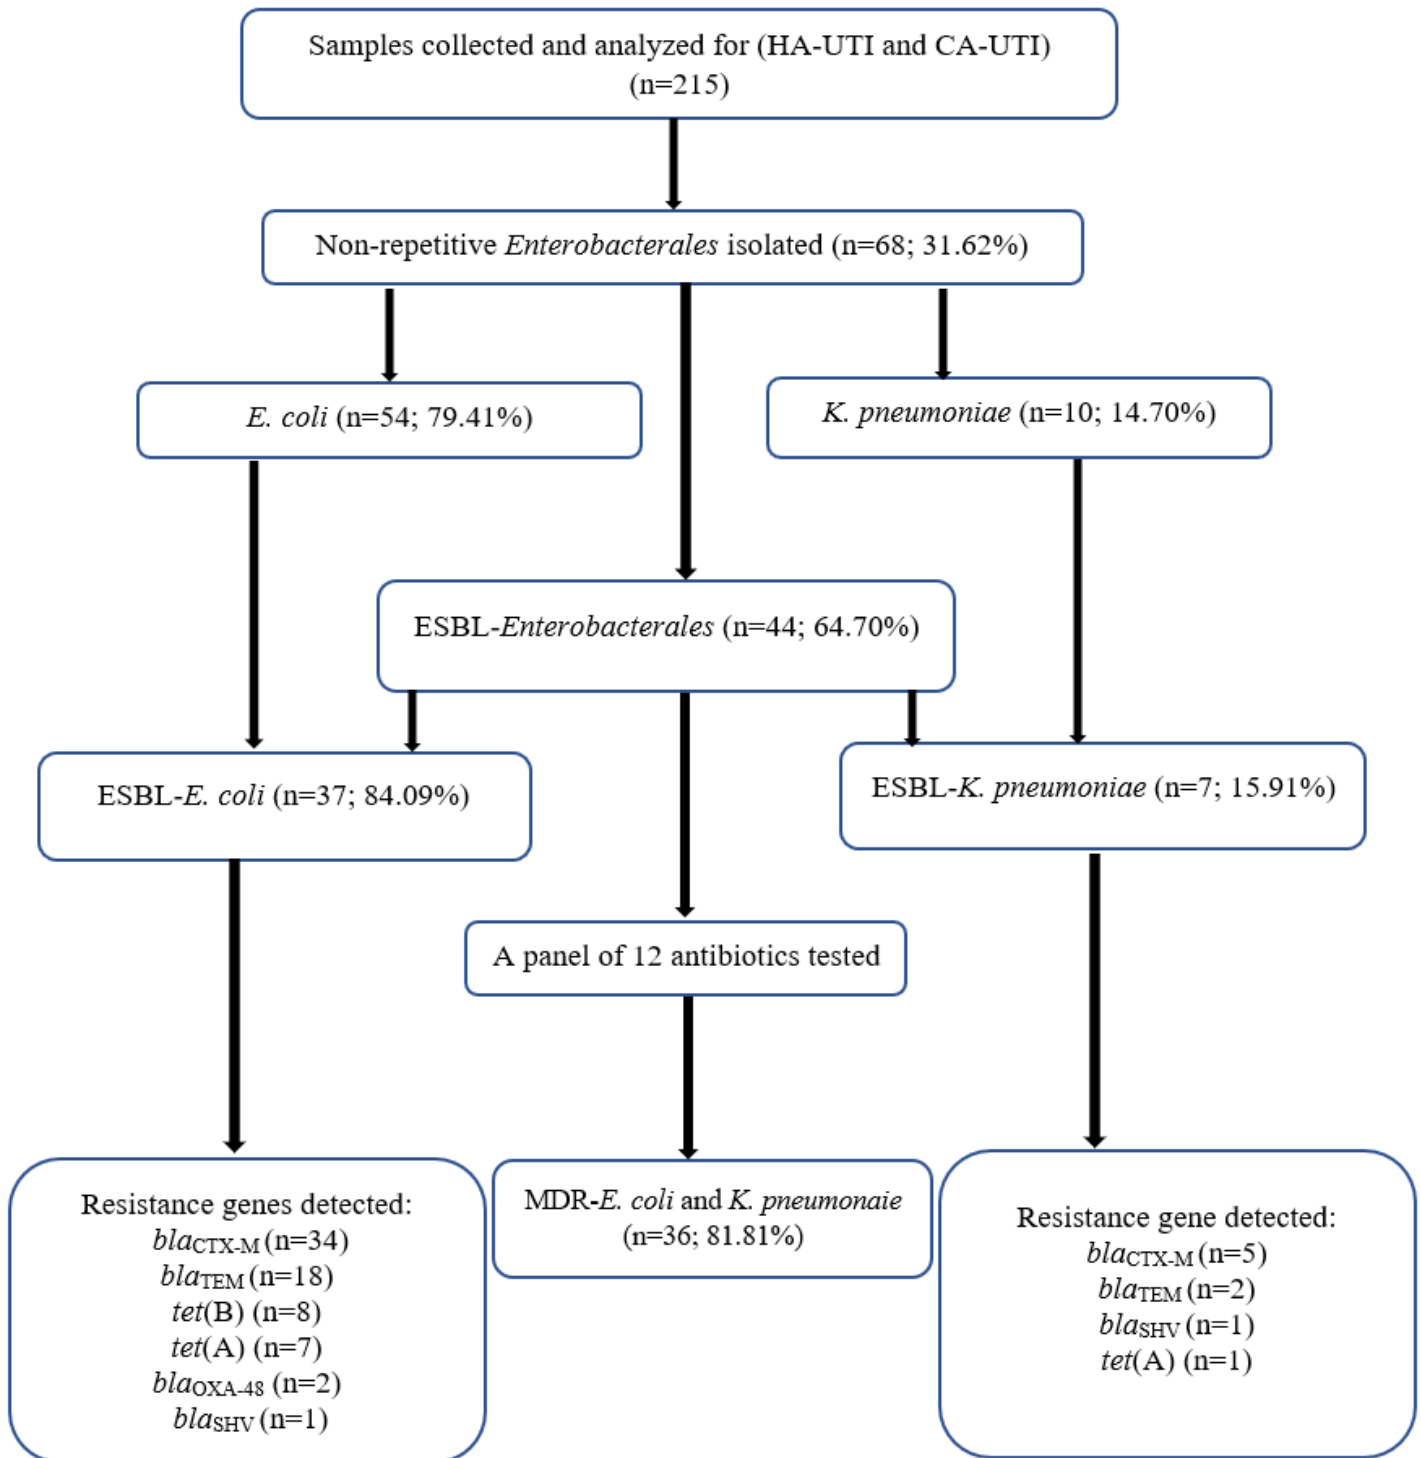 Samples collected and analyzed for (HA-UTI and CA-UTI)
(n=215)
Non-repetitive Enterobacterales isolated (n=68; 31.62%)
E. coli (n=54; 79.41%)
K. pneumoniae (n=10; 14.70%)
ESBL-Enterobacterales (n=44; 64.70%)
ESBL-E. coli (n=37; 84.09%)
ESBL-K. pneumoniae (n=7; 15.91%)
A panel of 12 antibiotics tested
Resistance genes detected:
blaCTX-M (n=34)
blaTEM (n=18)
tet(B) (n=8)
tet(A) (n=7)
blaOXA-48 (n=2)
blaSHV (n=1)
MDR-E. coli and K. pneumonaie
(n=36; 81.81%)
Resistance gene detected:
blaCTX-M (n=5)
blaTEM (n=2)
blaSHV (n=1)
tet(A) (n=1)